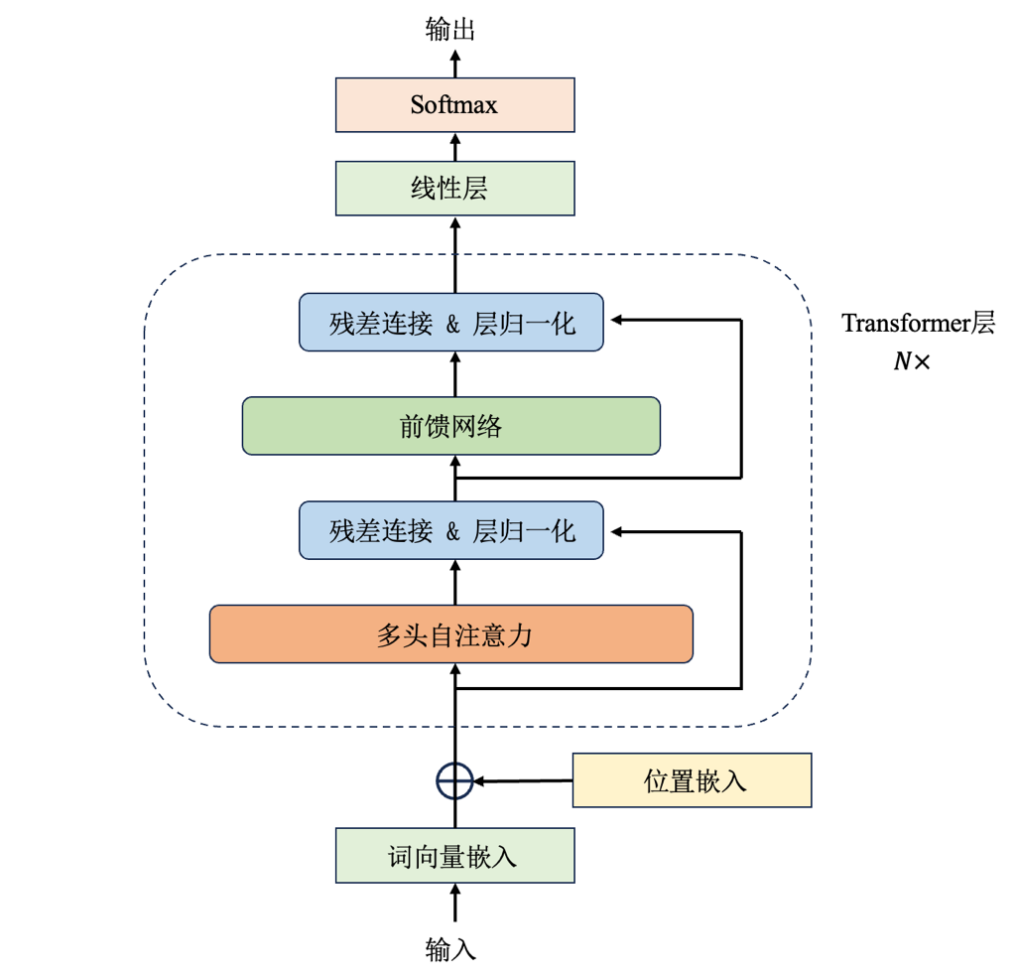 输出
Softmax
线性层
残差连接 & 层归一化
Transformer层
N×
前馈网络
残差连接 & 层归一化
多头自注意力
位置嵌入
词向量嵌入
输入